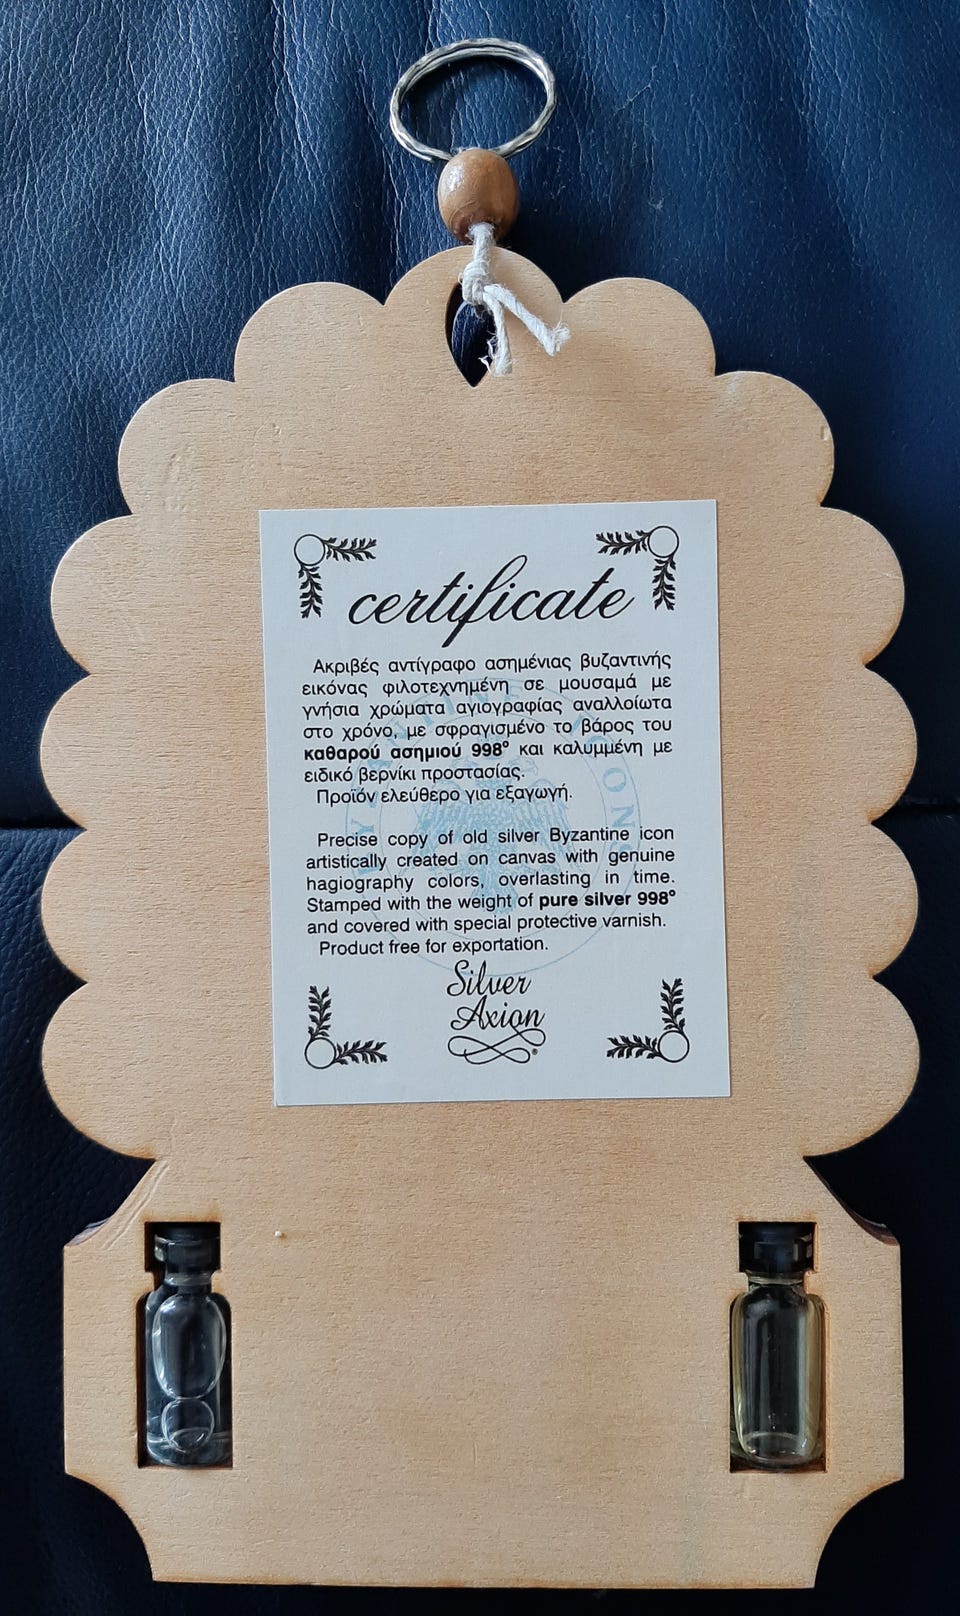 certificate
Ακριβές αντίγραφο ασημένιας βυζαντινής
εικόνας φιλοτεχνημένη σε μουσαμά με
γνήσια χρώματα αγιογραφίας αναλλοίωτα
στο χρόνο, με σφραγισμένο το βάρος του
καθαρού ασημιού 998° και καλυμμένη με
ειδικό βερνίκι προστασίας.
Προϊόν ελεύθερο για εξαγωγή.
Precise copy of old silver Byzantine icon
artistically created on canvas with genuine
hagiography colors, overlasting in time.
Stamped with the weight of pure silver 998°
and covered with special protective varnish.
Product free for exportation.
Silver
Axion®
BYZANTINE ICONS